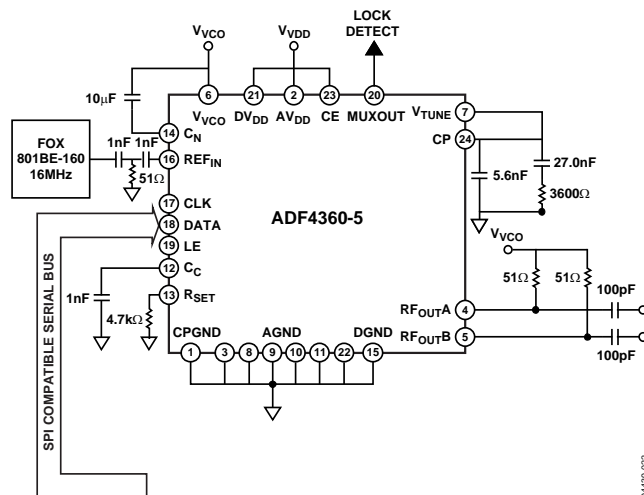 LOCK
DETECT
VVCO
VVDD
10µF
6
21
2
23
20
VVCO
DVDD
AVDD
CE
MUXOUT
VTUNE
7
CP
24
14
CN
FOX
801BE-160
16MHz
1nF
1nF
16
REFIN
51Ω
27.0nF
5.6nF
3600Ω
17
CLK
18
DATA
19
LE
ADF4360-5
12
CC
13
RSET
1nF
4.7kΩ
VVCO
51Ω
51Ω
100pF
RFOUTA
4
RFOUTB
5
100pF
CPGND
AGND
DGND
1
3
8
9
10
11
22
15
SPI COMPATIBLE SERIAL BUS